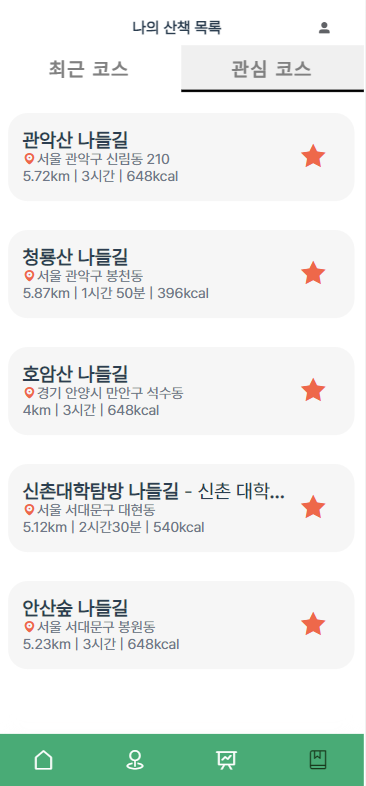 나의 산책 목록
최근 코스 관심 코스
관악산 나들길
서울 관악구 신림동 210
5.72km | 3시간 | 648kcal
청룡산 나들길
서울 관악구 봉천동
5.87km | 1시간 50분 | 396kcal
호암산 나들길
경기 안양시 만안구 석수동
4km | 3시간 | 648kcal
신촌대학탐방 나들길 - 신촌 대학...
서울 서대문구 대현동
5.12km | 2시간30분 | 540kcal
안산숲 나들길
서울 서대문구 봉원동
5.23km | 3시간 | 648kcal